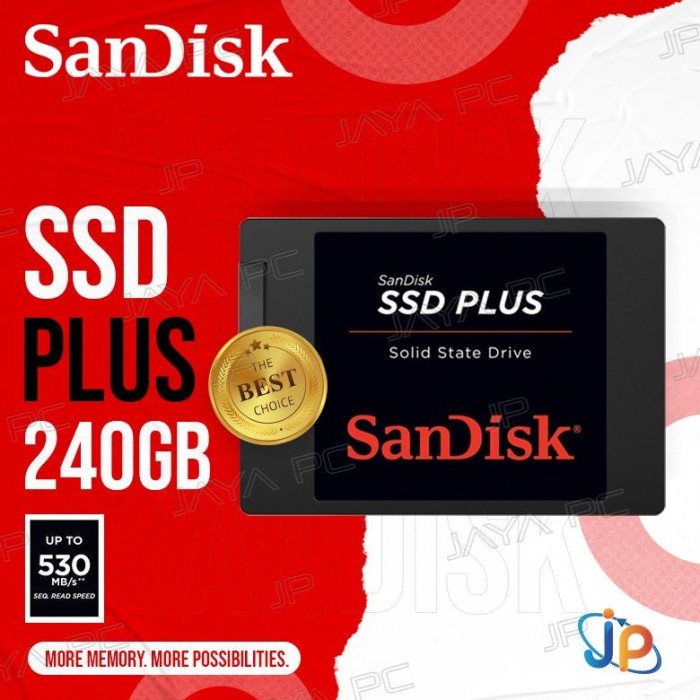 SanDisk
SSD
PLUS
240GB
SanDisk
SSD PLUS
Solid State Drive
SanDisk®
THE
BEST
CHOICE
UP TO
530
MB/s**
SEQ. READ SPEED
MORE MEMORY. MORE POSSIBILITIES.
JP
JAYA PC
JP